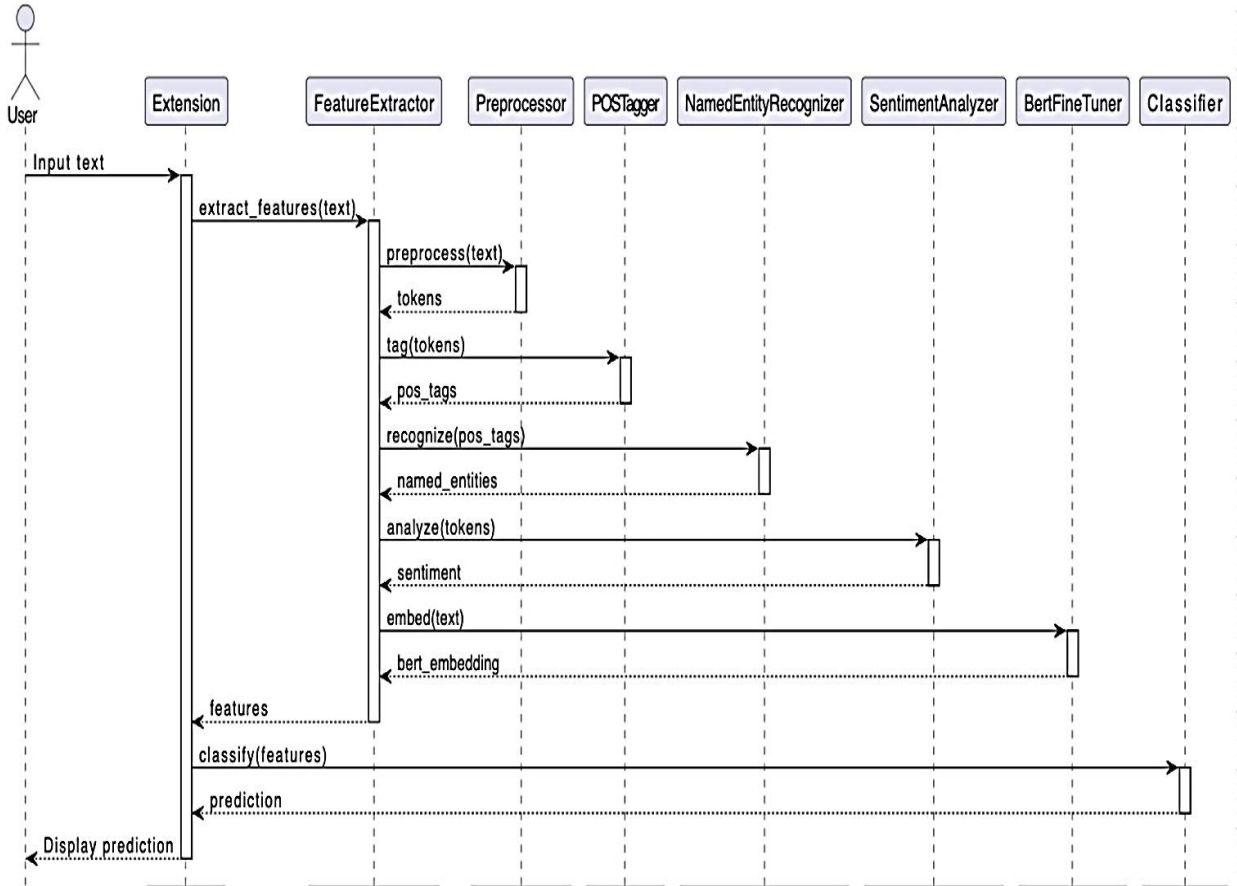 User
Extension
FeatureExtractor
Preprocessor
POSTagger
NamedEntityRecognizer
SentimentAnalyzer
BertFineTuner
Classifier
Input text
extract_features(text)
preprocess(text)
tokens
tag(tokens)
pos_tags
recognize(pos_tags)
named_entities
analyze(tokens)
sentiment
embed(text)
bert_embedding
features
classify(features)
prediction
Display prediction